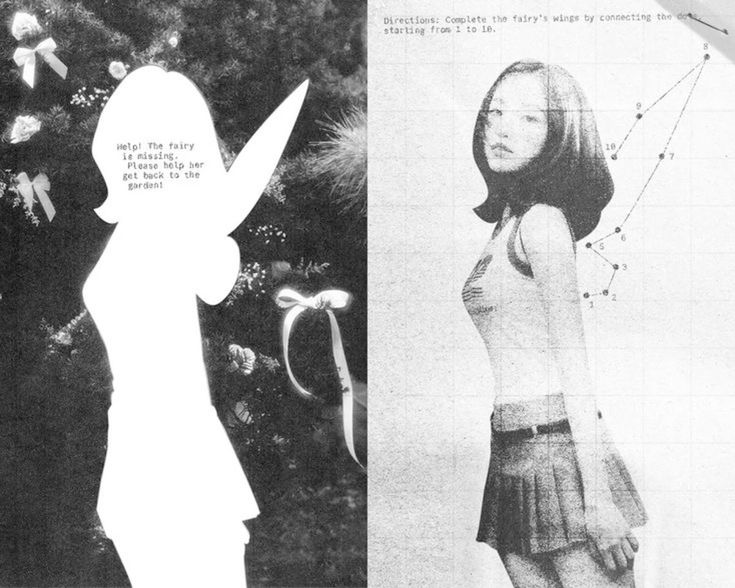 Help! The fairy
is missing.
Please help her
get back to the
garden!
Directions: Complete the fairy's wings by connecting the dots,
starting from 1 to 10.
8
9
10
7
6
5
3
2
1